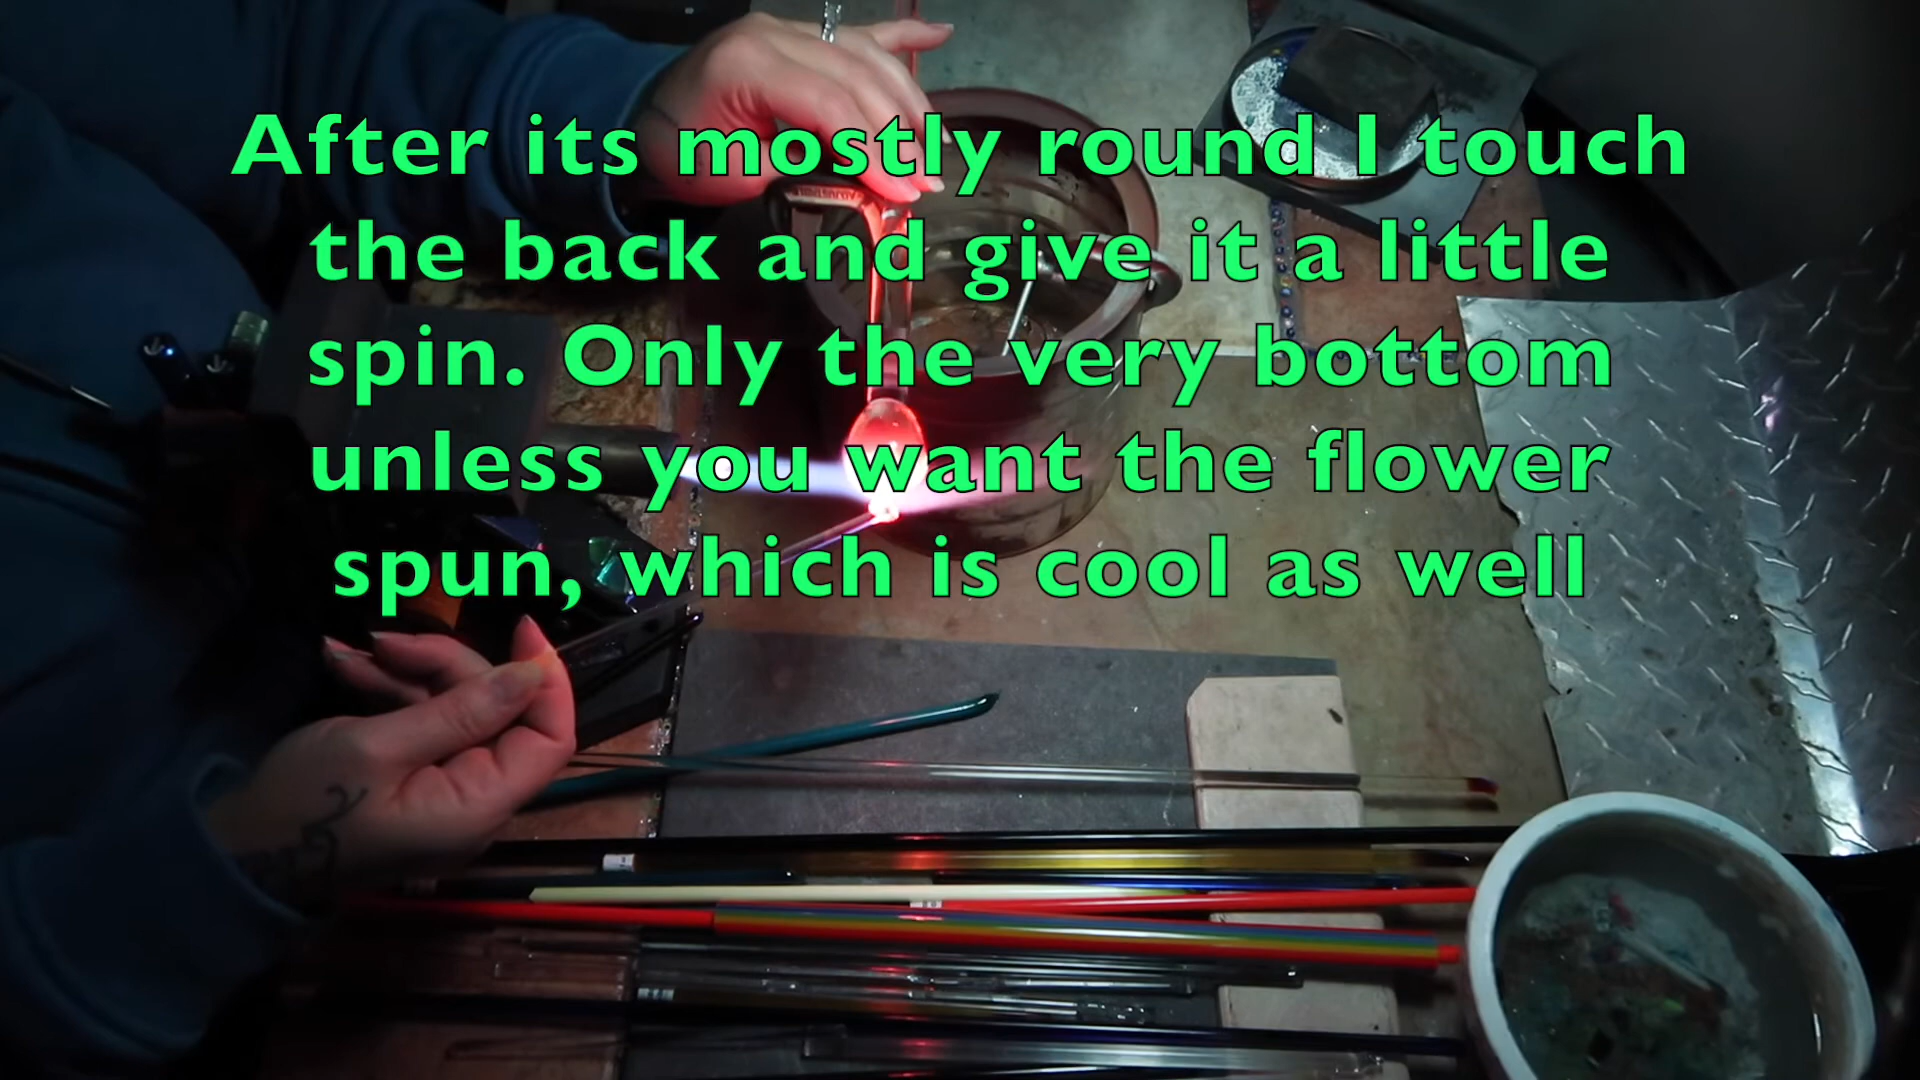 After its mostly round I touch
the back and give it a little
spin. Only the very bottom
unless you want the flower
spun, which is cool as well